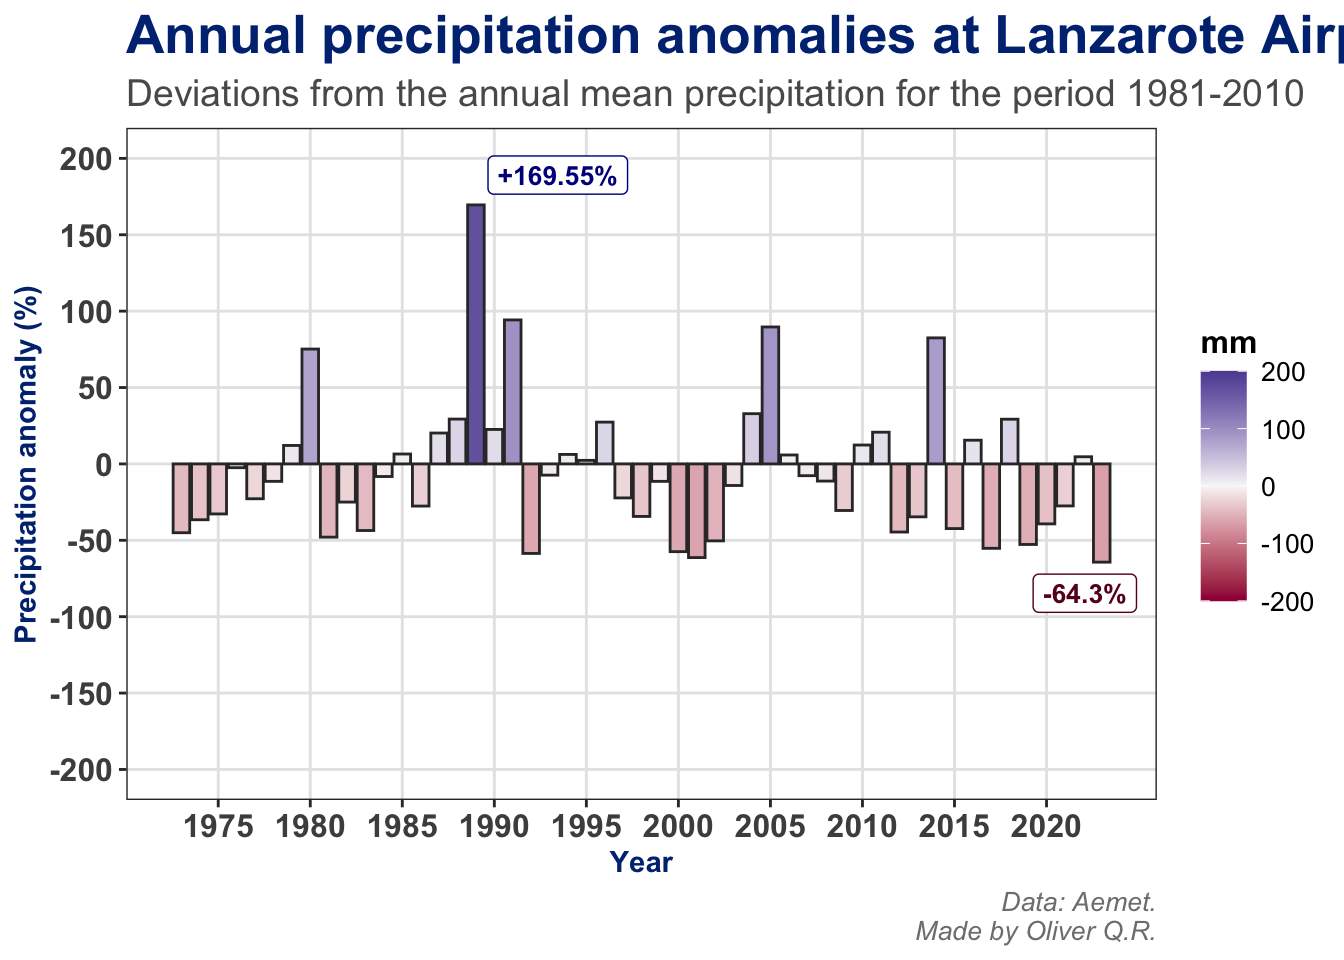 Annual precipitation anomalies at Lanzarote
Deviations from the annual mean precipitation for the period 1981-2010
Precipitation anomaly (%)
200
150
100
50
0
-50
-100
-150
-200
+169.55%
-64.3%
mm
200
100
0
-100
-200
1975 1980 1985 1990 1995 2000 2005 2010 2015 2020
Year
Data: Aemet.
Made by Oliver Q.R.